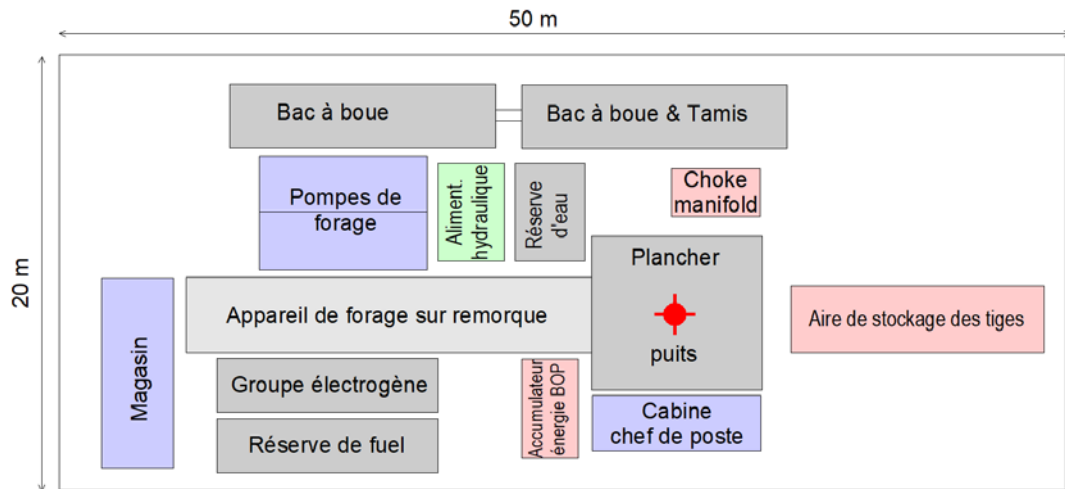 50 m
20 m
Bac à boue
Bac à boue & Tamis
Pompes de
forage
Aliment.
hydraulique
Réserve
d'eau
Choke
manifold
Plancher
puits
Appareil de forage sur remorque
Aire de stockage des tiges
Magasin
Groupe électrogène
Réserve de fuel
Accumulateur
énergie BOP
Cabine
chef de poste